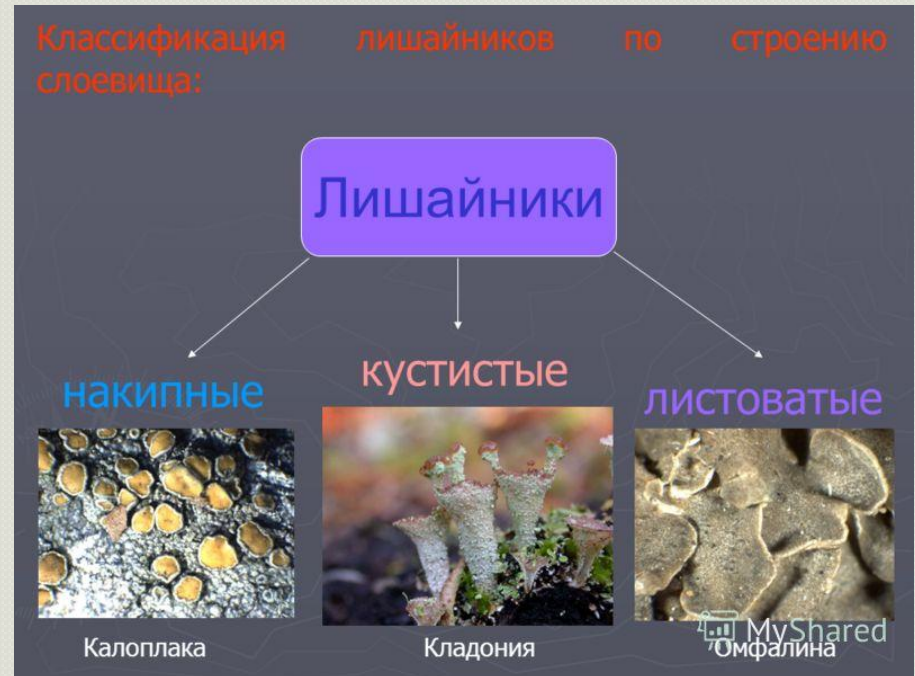 Классификация лишайников по строению
слоевища:
Лишайники
накипные
кустистые
листоватые
Калоплака
Кладония
Омфалина
MyShared